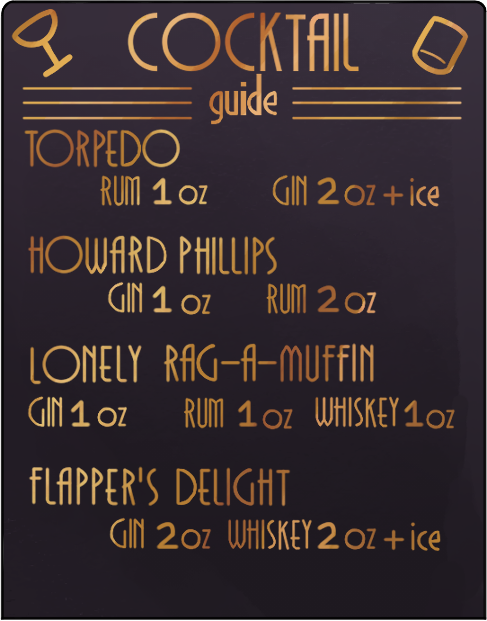 COCKTAIL
guide
TORPEDO
RUM 1 oz GIN 2 oz + ice
HOWARD PHILLIPS
GIN 1 oz RUM 2 oz
LONELY RAG-A-MUFFIN
GIN 1 oz RUM 1 oz WHISKEY 1 oz
FLAPPER'S DELIGHT
GIN 2 oz WHISKEY 2 oz + ice